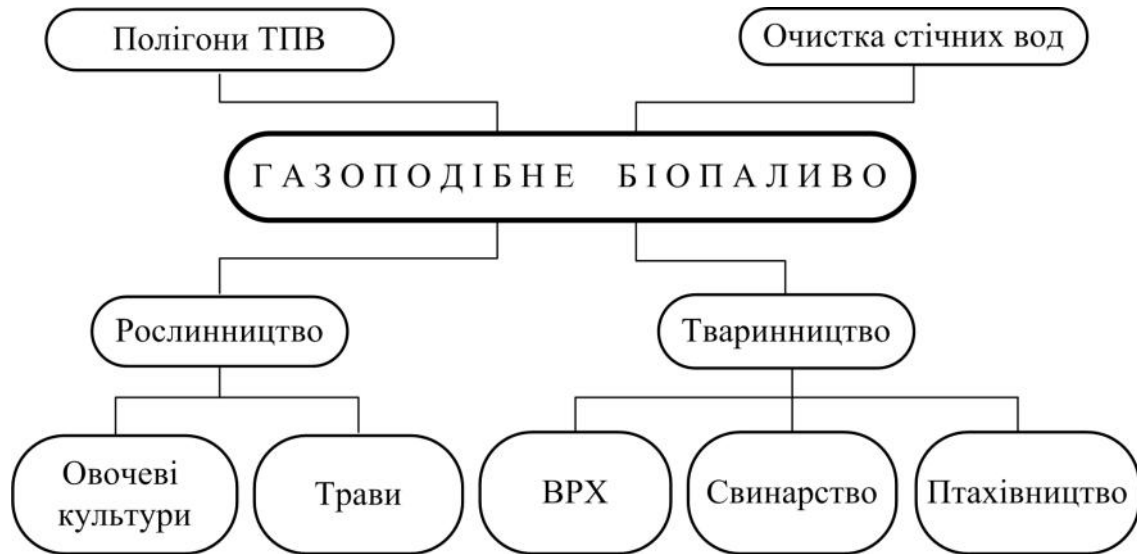 Полігони ТПВ
Очистка стічних вод
ГАЗОПОДІБНЕ БІОПАЛИВО
Рослинництво
Тваринництво
Овочеві
культури
Трави
ВРХ
Свинарство
Птахівництво